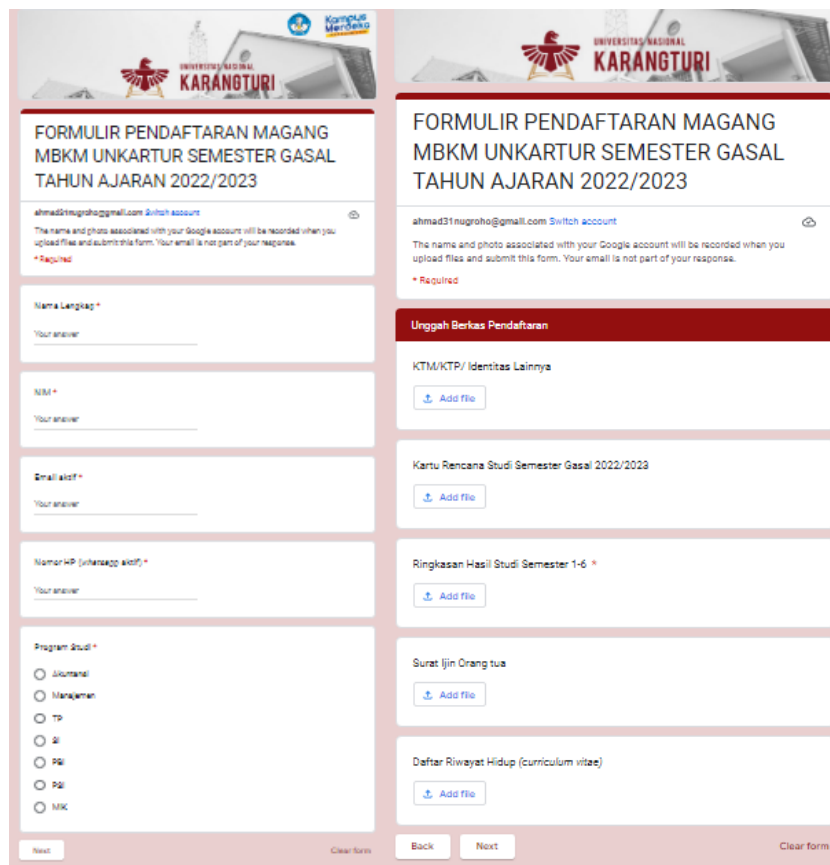 Kampus
Merdeka
UNIVERSITAS NASIONAL
KARANGTURI
FORMULIR PENDAFTARAN MAGANG
MBKM UNKARTUR SEMESTER GASAL
TAHUN AJARAN 2022/2023
ahmad31nugroho@gmail.com Switch account
The name and photo associated with your Google account will be recorded when you
upload files and submit this form. Your email is not part of your response.
* Required
Nama Lengkap *
Your answer
NIM *
Your answer
Email aktif *
Your answer
Nomor HP (whatsapp aktif) *
Your answer
Program Studi *
Akuntansi
Manajemen
TP
SI
PBI
PSI
MIK
Next
Clear form
UNIVERSITAS NASIONAL
KARANGTURI
FORMULIR PENDAFTARAN MAGANG
MBKM UNKARTUR SEMESTER GASAL
TAHUN AJARAN 2022/2023
ahmad31nugroho@gmail.com Switch account
The name and photo associated with your Google account will be recorded when you
upload files and submit this form. Your email is not part of your response.
* Required
Unggah Berkas Pendaftaran
KTM/KTP/ Identitas Lainnya
Add file
Kartu Rencana Studi Semester Gasal 2022/2023
Add file
Ringkasan Hasil Studi Semester 1-6 *
Add file
Surat Ijin Orang tua
Add file
Daftar Riwayat Hidup (curriculum vitae)
Add file
Back
Next
Clear form